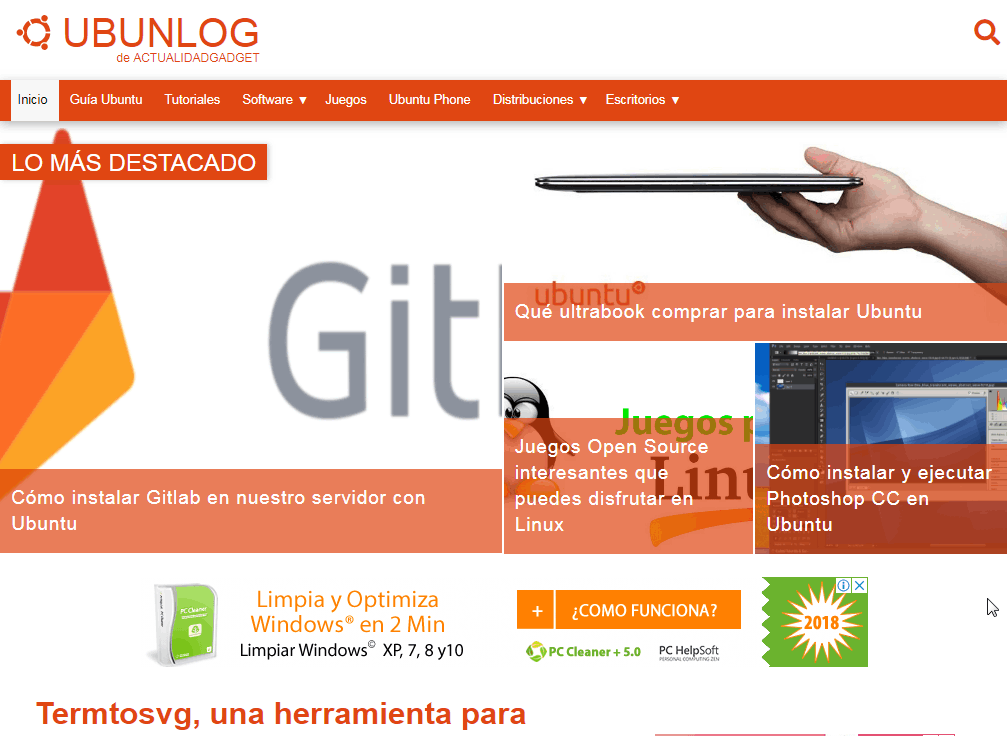 UBUNLOG
de ACTUALIDADGADGET
Inicio Guía Ubuntu Tutoriales Software ▼ Juegos Ubuntu Phone Distribuciones ▼ Escritorios ▼
LO MÁS DESTACADO
Git
Cómo instalar Gitlab en nuestro servidor con
Ubuntu
ubuntu
Qué ultrabook comprar para instalar Ubuntu
Juegos p
Linu
Juegos Open Source
interesantes que
puedes disfrutar en
Linux
Cómo instalar y ejecutar
Photoshop CC en
Ubuntu
PC Cleaner
Limpia y Optimiza
Windows® en 2 Min
Limpiar Windows© XP, 7, 8 y10
+ ¿COMO FUNCIONA?
PC Cleaner + 5.0
PC HelpSoft
PERSONAL COMPUTING ZEN
2018
Termtosvg, una herramienta para